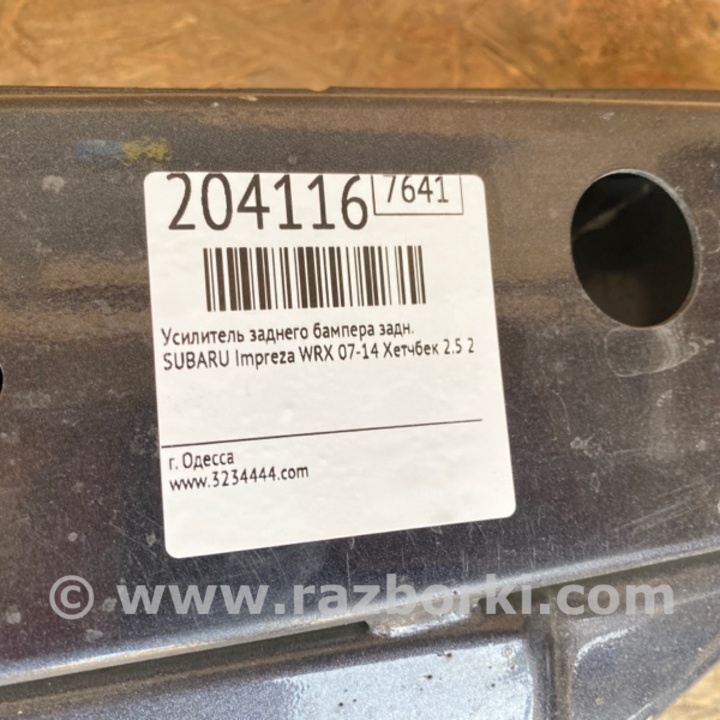 204116 7641
Усилитель заднего бампера задн.
SUBARU Impreza WRX 07-14 Хетчбек 2.5 2
г. Одесса
www.3234444.com
© www.razborki.com